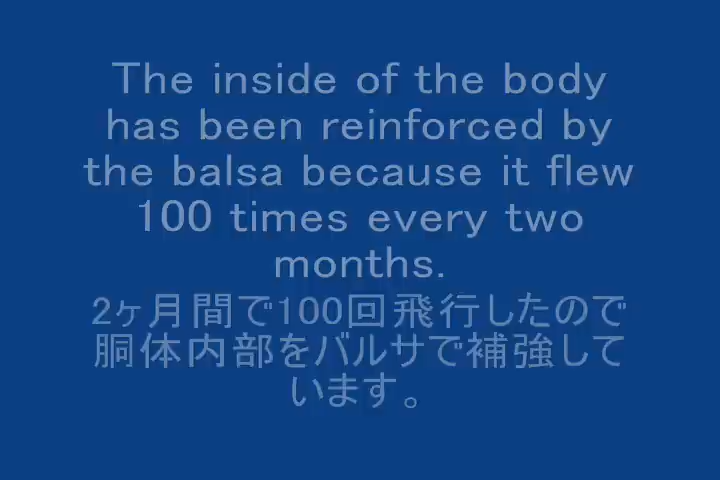 The inside of the body
has been reinforced by
the balsa because it flew
100 times every two
months.
2ヶ月間で100回飛行したので
胴体内部をバルサで補強して
います。